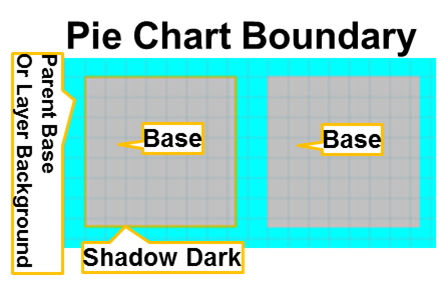 Pie Chart Boundary
Parent Base
Or Layer Background
Base
Base
Shadow Dark